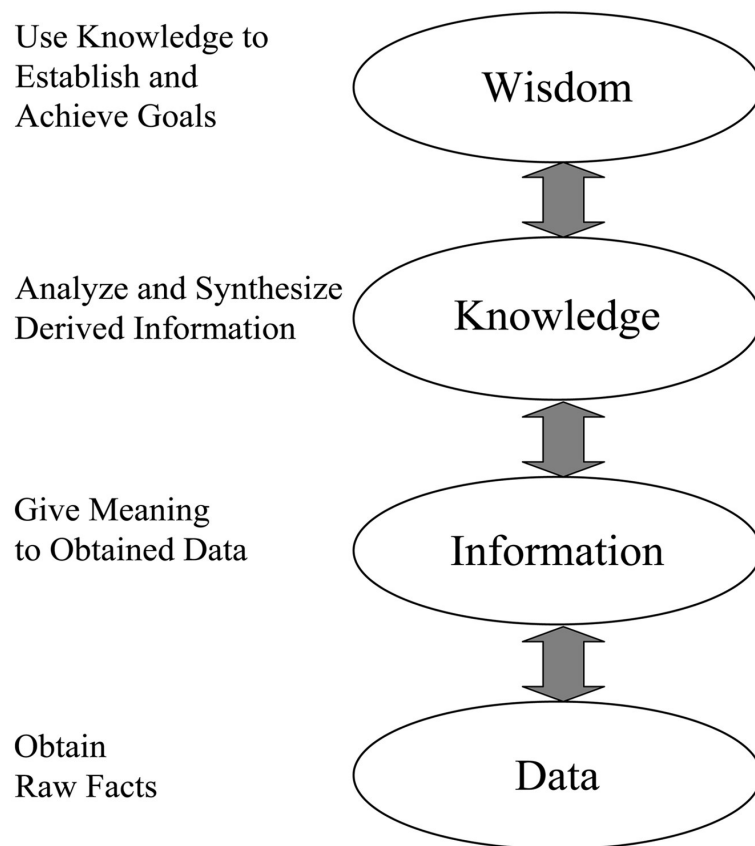 Use Knowledge to
Establish and
Achieve Goals
Wisdom
Analyze and Synthesize
Derived Information
Knowledge
Give Meaning
to Obtained Data
Information
Obtain
Raw Facts
Data